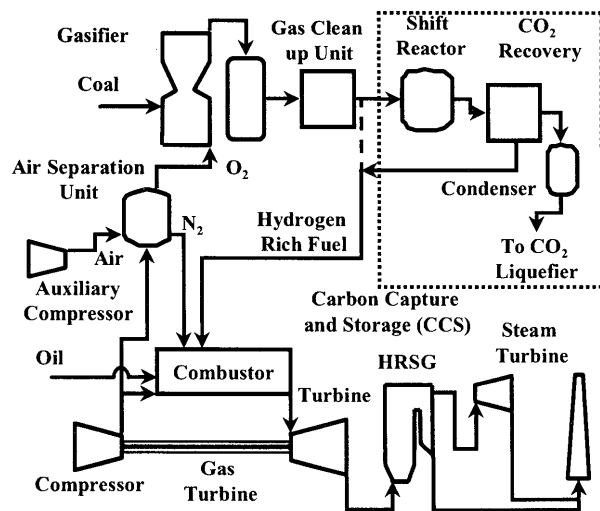 Gasifier
Gas Clean
up Unit
Shift
Reactor
CO2
Recovery
Coal
Air Separation
Unit
O2
Condenser
N2
Hydrogen
Rich Fuel
To CO2
Liquefier
Air
Auxiliary
Compressor
Carbon Capture
and Storage (CCS)
Steam
Turbine
Oil
Combustor
HRSG
Turbine
Gas
Turbine
Compressor